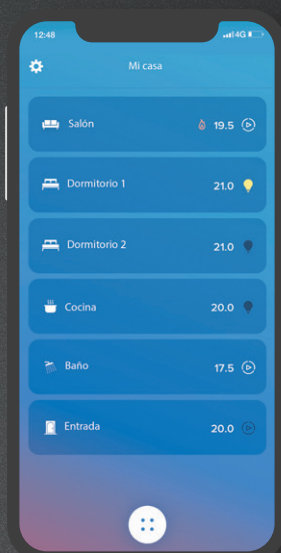 12:48
4G
Mi casa
Salón 19.5
Dormitorio 1 21.0
Dormitorio 2 21.0
Cocina 20.0
Baño 17.5
Entrada 20.0